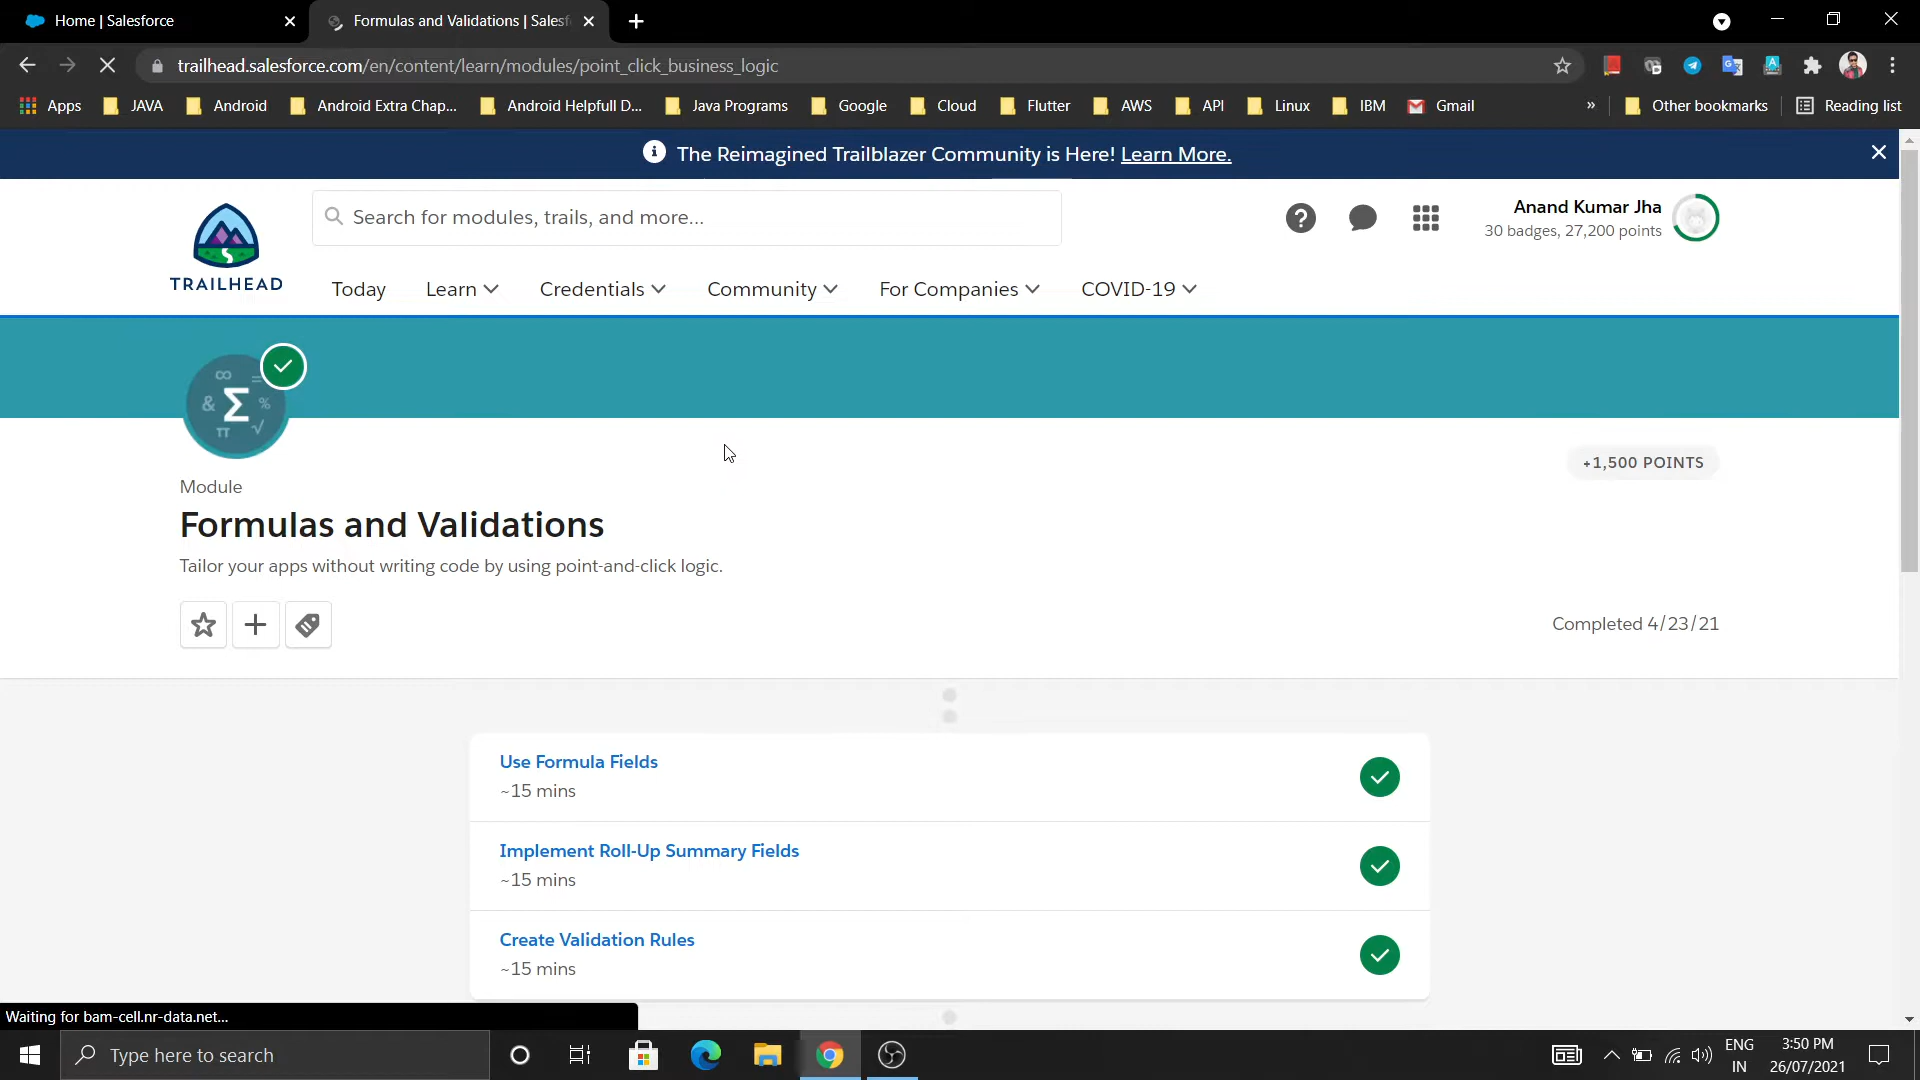 Home | Salesforce
Formulas and Validations | Salesf
trailhead.salesforce.com/en/content/learn/modules/point_click_business_logic
Apps JAVA Android Android Extra Chap... Android Helpfull D... Java Programs Google Cloud Flutter AWS API Linux IBM Gmail » Other bookmarks Reading list
The Reimagined Trailblazer Community is Here! Learn More.
TRAILHEAD
Search for modules, trails, and more...
Anand Kumar Jha
30 badges, 27,200 points
Today Learn Credentials Community For Companies COVID-19
∞ = & Σ % π √
+1,500 POINTS
Module
Formulas and Validations
Tailor your apps without writing code by using point-and-click logic.
Completed 4/23/21
Use Formula Fields
~15 mins
Implement Roll-Up Summary Fields
~15 mins
Create Validation Rules
~15 mins
Waiting for bam-cell.nr-data.net...
Type here to search
ENG
IN
3:50 PM
26/07/2021